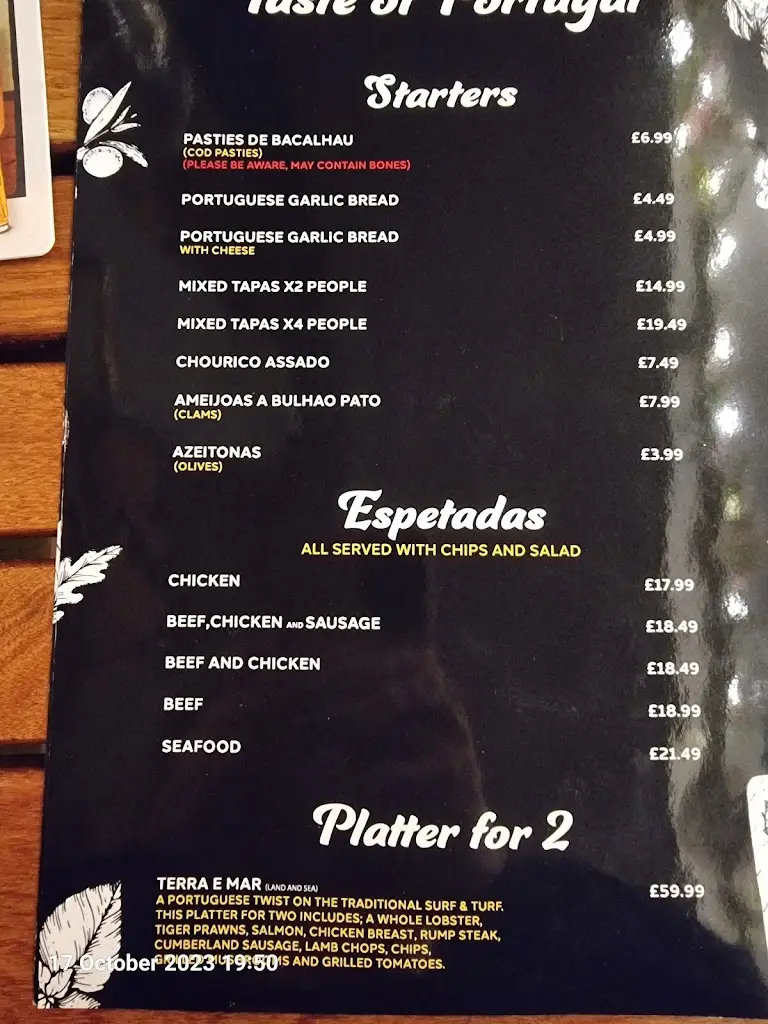 Taste of Portugal
Starters
PASTIES DE BACALHAU £6.99
(COD PASTIES)
(PLEASE BE AWARE, MAY CONTAIN BONES)
PORTUGUESE GARLIC BREAD £4.49
PORTUGUESE GARLIC BREAD £4.99
WITH CHEESE
MIXED TAPAS X2 PEOPLE £14.99
MIXED TAPAS X4 PEOPLE £19.49
CHOURICO ASSADO £7.49
AMEIJOAS A BULHAO PATO £7.99
(CLAMS)
AZEITONAS £3.99
(OLIVES)
Espetadas
ALL SERVED WITH CHIPS AND SALAD
CHICKEN £17.99
BEEF,CHICKEN AND SAUSAGE £18.49
BEEF AND CHICKEN £18.49
BEEF £18.99
SEAFOOD £21.49
Platter for 2
TERRA E MAR (LAND AND SEA) £59.99
A PORTUGUESE TWIST ON THE TRADITIONAL SURF & TURF.
THIS PLATTER FOR TWO INCLUDES; A WHOLE LOBSTER,
TIGER PRAWNS, SALMON, CHICKEN BREAST, RUMP STEAK,
CUMBERLAND SAUSAGE, LAMB CHOPS, CHIPS,
GRILLED MUSHROOMS AND GRILLED TOMATOES.
17 October 2023 19:50